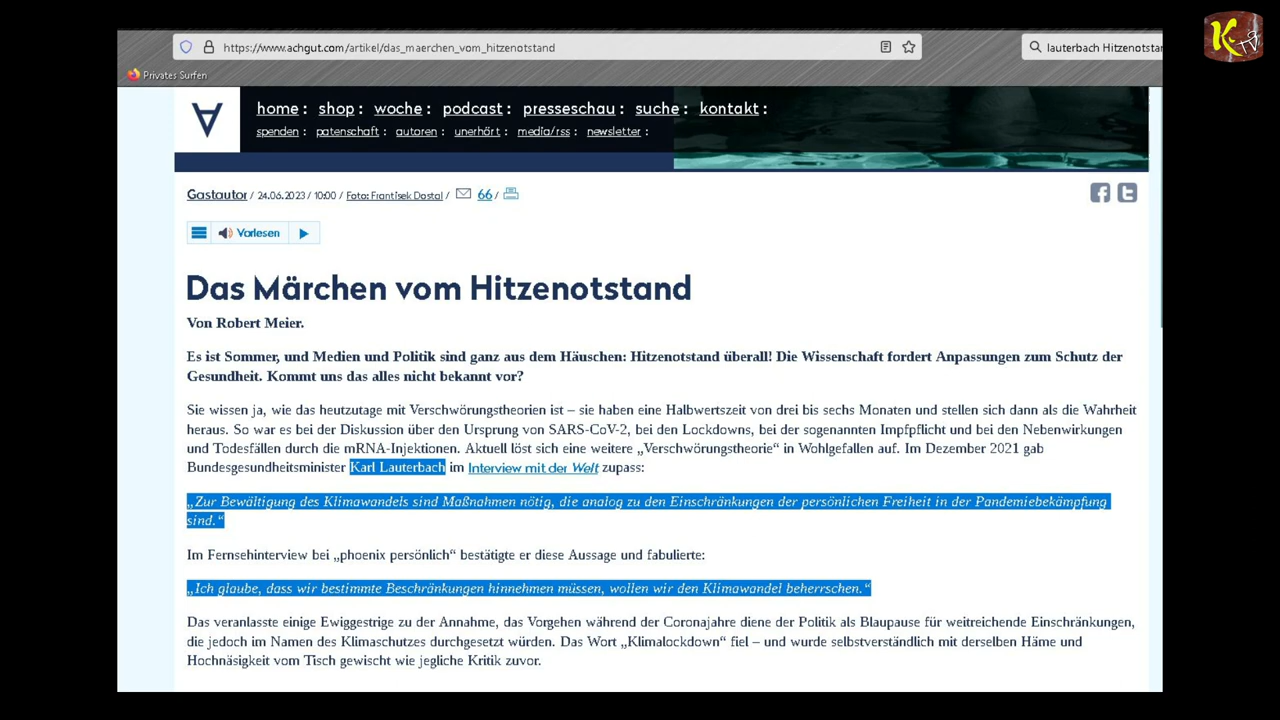 K
TV
https://www.achgut.com/artikel/das_maerchen_vom_hitzenotstand
lauterbach Hitzenotstan
Privates Surfen
home : shop : woche : podcast : presseschau : suche : kontakt :
spenden : patenschaft : autoren : unerhört : media/rss : newsletter :
Gastautor / 24.06.2023 / 10:00 / Foto: Frantisek Dostal / 66 /
Vorlesen
Das Märchen vom Hitzenotstand
Von Robert Meier.
Es ist Sommer, und Medien und Politik sind ganz aus dem Häuschen: Hitzenotstand überall! Die Wissenschaft fordert Anpassungen zum Schutz der
Gesundheit. Kommt uns das alles nicht bekannt vor?
Sie wissen ja, wie das heutzutage mit Verschwörungstheorien ist – sie haben eine Halbwertszeit von drei bis sechs Monaten und stellen sich dann als die Wahrheit
heraus. So war es bei der Diskussion über den Ursprung von SARS-CoV-2, bei den Lockdowns, bei der sogenannten Impfpflicht und bei den Nebenwirkungen
und Todesfällen durch die mRNA-Injektionen. Aktuell löst sich eine weitere „Verschwörungstheorie“ in Wohlgefallen auf. Im Dezember 2021 gab
Bundesgesundheitsminister Karl Lauterbach im Interview mit der Welt zupass:
„Zur Bewältigung des Klimawandels sind Maßnahmen nötig, die analog zu den Einschränkungen der persönlichen Freiheit in der Pandemiebekämpfung
sind.“
Im Fernsehinterview bei „phoenix persönlich“ bestätigte er diese Aussage und fabulierte:
„Ich glaube, dass wir bestimmte Beschränkungen hinnehmen müssen, wollen wir den Klimawandel beherrschen.“
Das veranlasste einige Ewiggestrige zu der Annahme, das Vorgehen während der Coronajahre diene der Politik als Blaupause für weitreichende Einschränkungen,
die jedoch im Namen des Klimaschutzes durchgesetzt würden. Das Wort „Klimalockdown“ fiel – und wurde selbstverständlich mit derselben Häme und
Hochnäsigkeit vom Tisch gewischt wie jegliche Kritik zuvor.